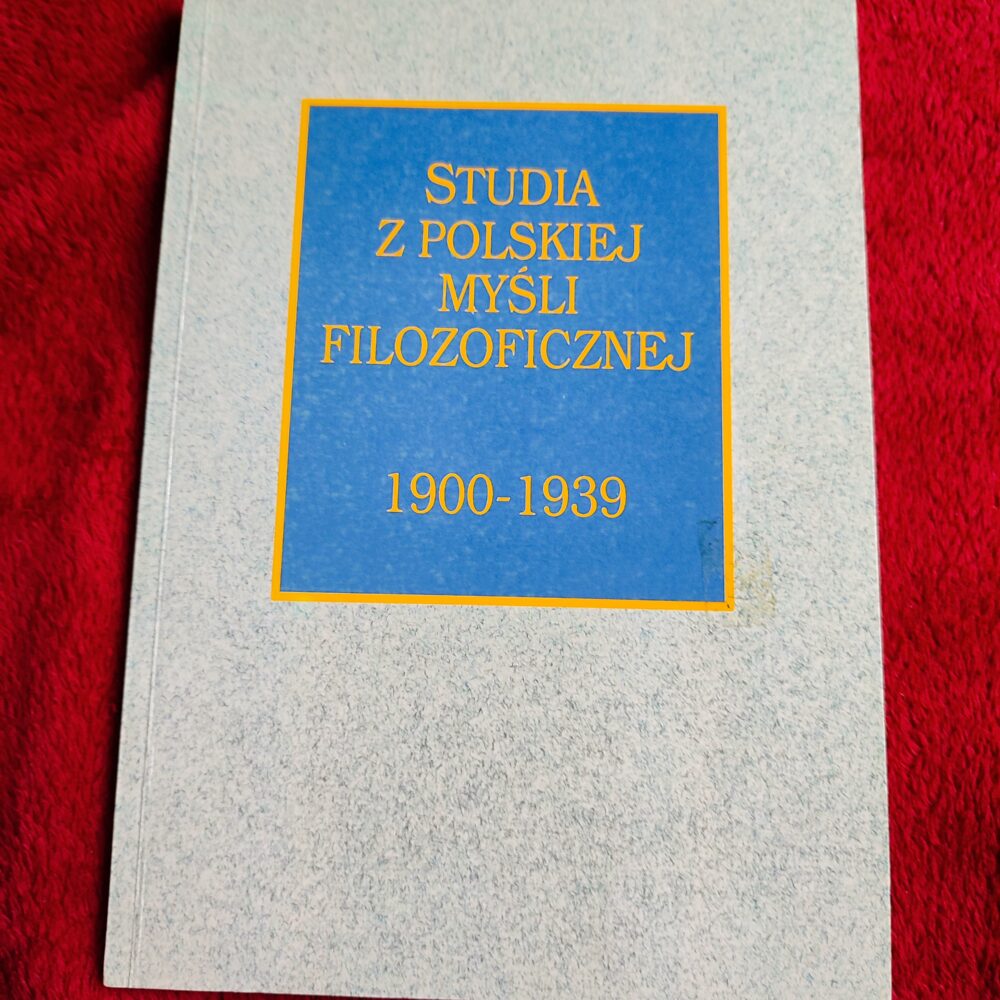 STUDIA
Z POLSKIEJ
MYŚLI
FILOZOFICZNEJ
1900-1939